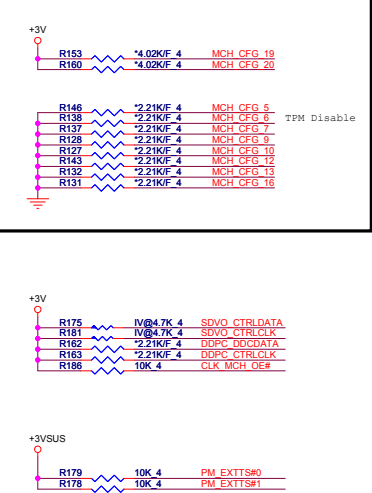 +3V
R153 *4.02K/F_4 MCH_CFG_19
R160 *4.02K/F_4 MCH_CFG_20
R146 *2.21K/F_4 MCH_CFG_5
R138 *2.21K/F_4 MCH_CFG_6 TPM Disable
R137 *2.21K/F_4 MCH_CFG_7
R128 *2.21K/F_4 MCH_CFG_9
R127 *2.21K/F_4 MCH_CFG_10
R143 *2.21K/F_4 MCH_CFG_12
R132 *2.21K/F_4 MCH_CFG_13
R131 *2.21K/F_4 MCH_CFG_16
+3V
R175 IV@4.7K_4 SDVO_CTRLDATA
R181 IV@4.7K_4 SDVO_CTRLCLK
R162 *2.21K/F_4 DDPC_DDCDATA
R163 *2.21K/F_4 DDPC_CTRLCLK
R186 10K_4 CLK_MCH_OE#
+3VSUS
R179 10K_4 PM_EXTTS#0
R178 10K_4 PM_EXTTS#1